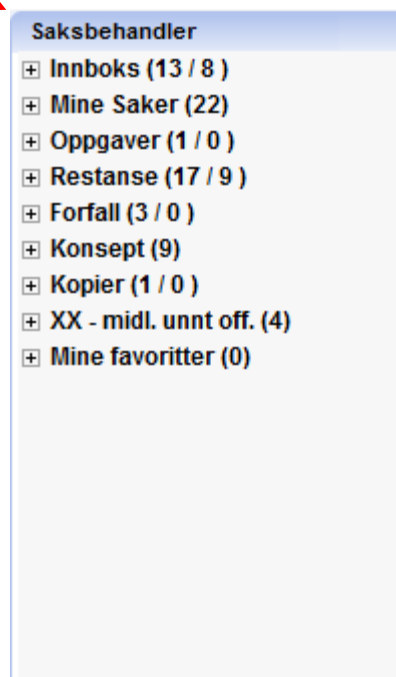 Saksbehandler
Innboks (13 / 8 )
Mine Saker (22)
Oppgaver (1 / 0 )
Restanse (17 / 9 )
Forfall (3 / 0 )
Konsept (9)
Kopier (1 / 0 )
XX - midl. unnt off. (4)
Mine favoritter (0)